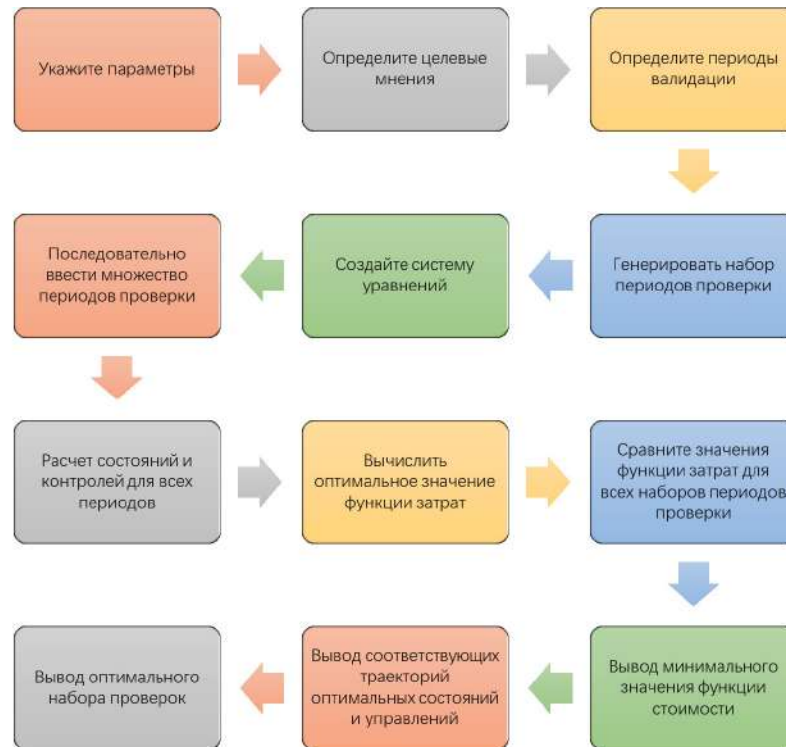 Укажите параметры
Определите целевые
мнения
Определите периоды
валидации
Генерировать набор
периодов проверки
Создайте систему
уравнений
Последовательно
ввести множество
периодов проверки
Расчет состояний и
контролей для всех
периодов
Вычислить
оптимальное значение
функции затрат
Сравните значения
функции затрат для
всех наборов периодов
проверки
Вывод минимального
значения функции
стоимости
Вывод соответствующих
траекторий
оптимальных состояний
и управлений
Вывод оптимального
набора проверок